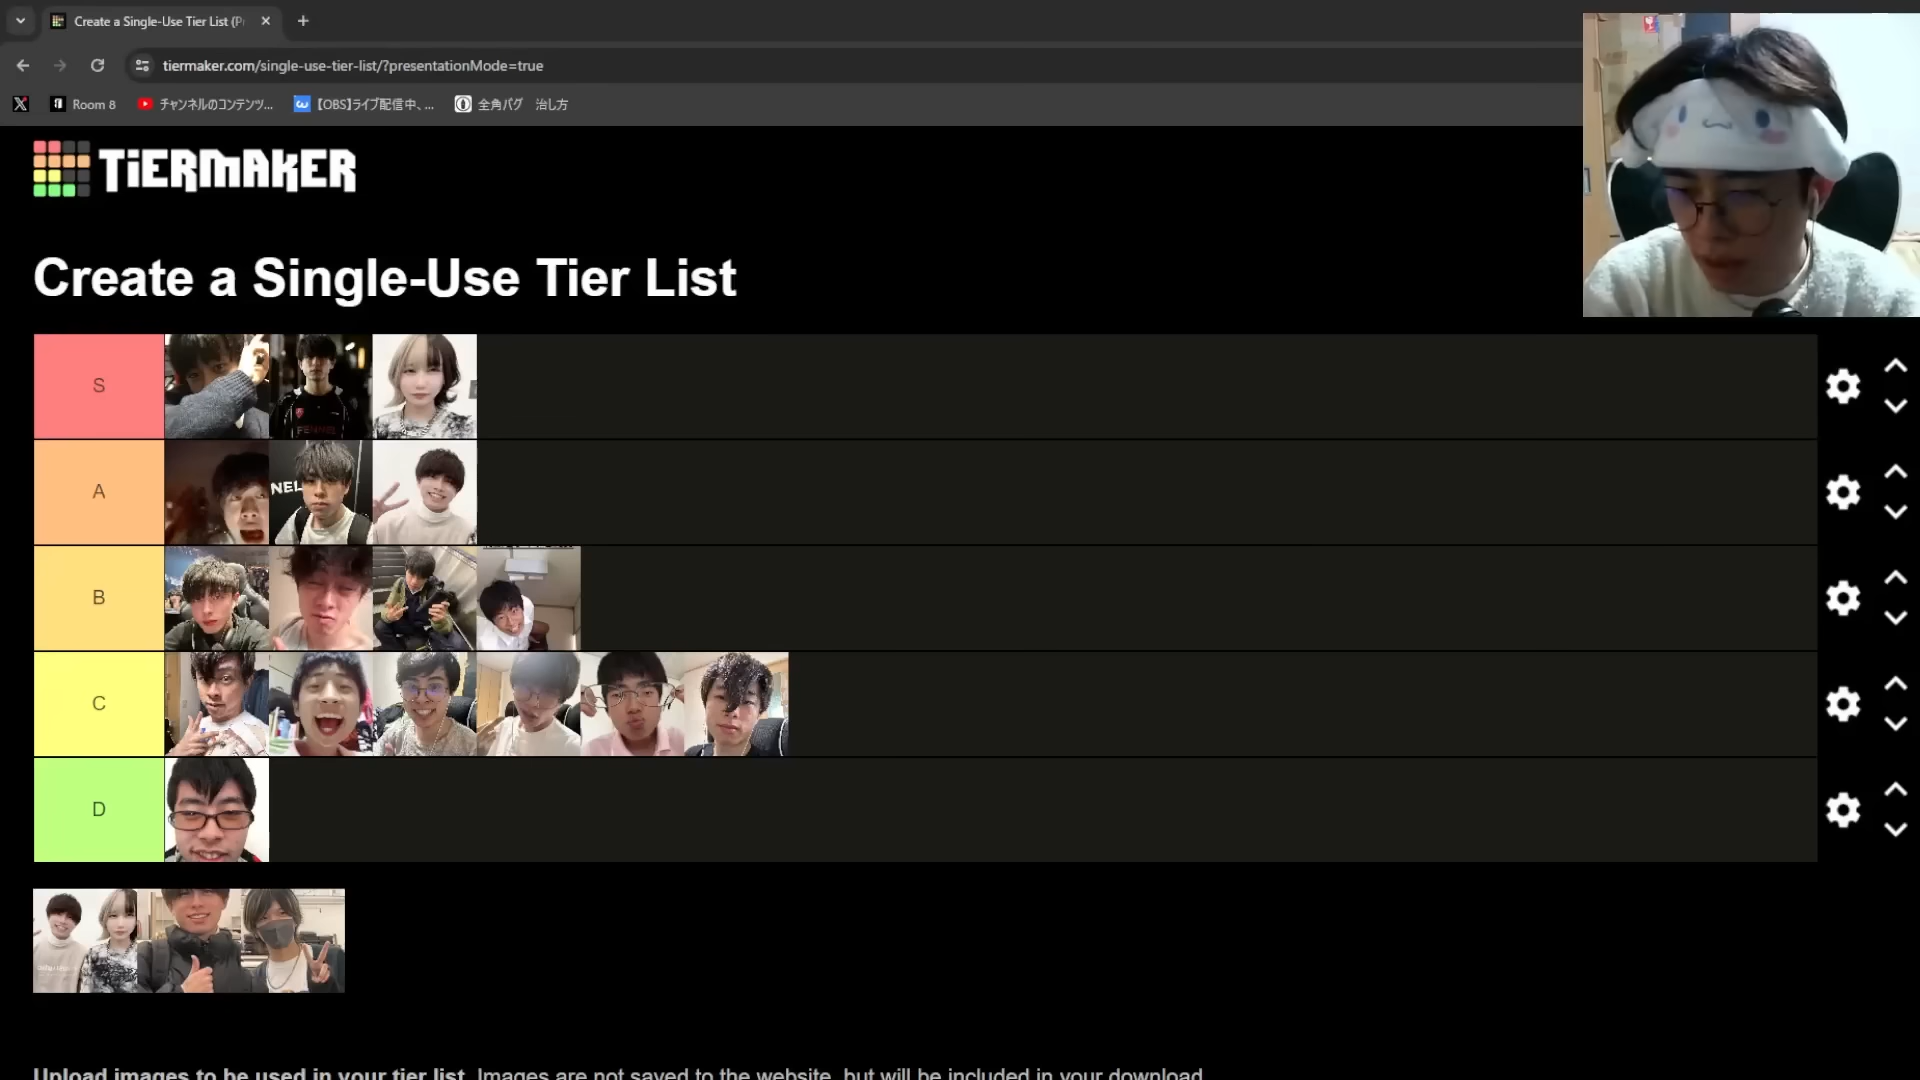 Create a Single-Use Tier List (Pr
tiermaker.com/single-use-tier-list/?presentationMode=true
Room 8
チャンネルのコンテンツ...
【OBS】ライブ配信中、...
全角バグ 治し方
TiERMAKER
Create a Single-Use Tier List
S
FENNEL
A
NEL
B
C
D
Upload images to be used in your tier list. Images are not saved to the website, but will be included in your download.